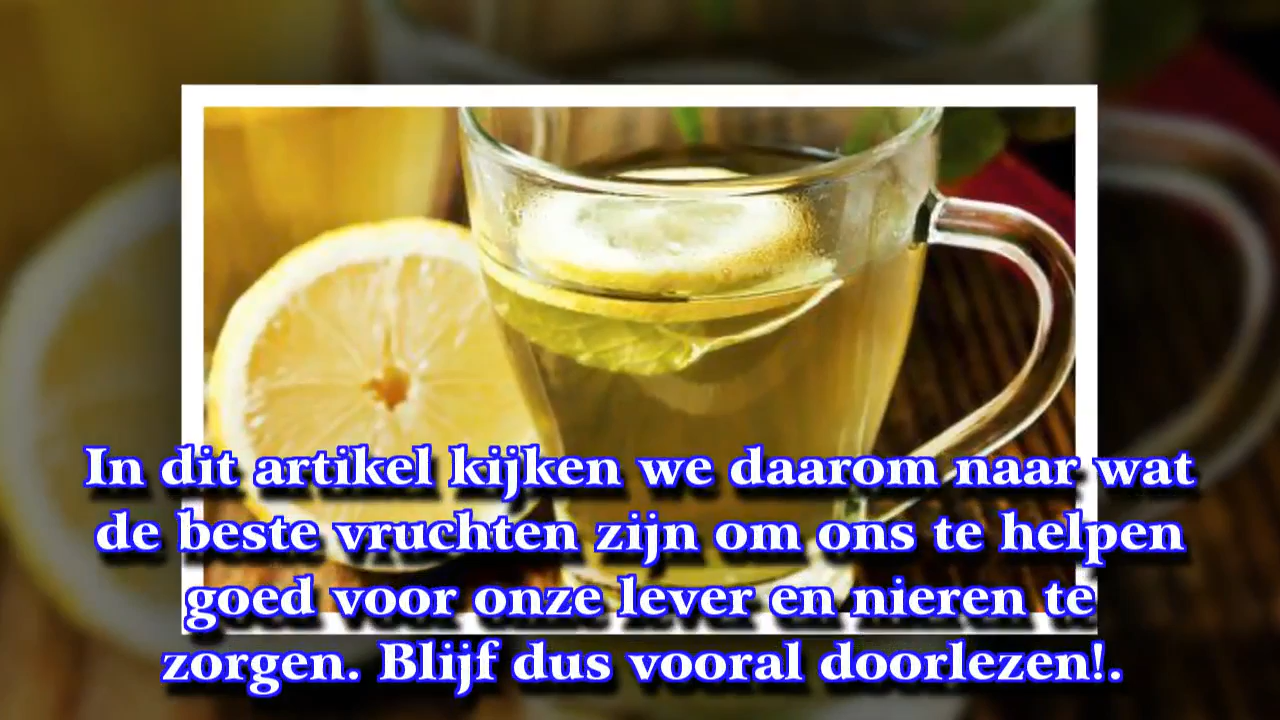 In dit artikel kijken we daarom naar wat
de beste vruchten zijn om ons te helpen
goed voor onze lever en nieren te
zorgen. Blijf dus vooral doorlezen!.